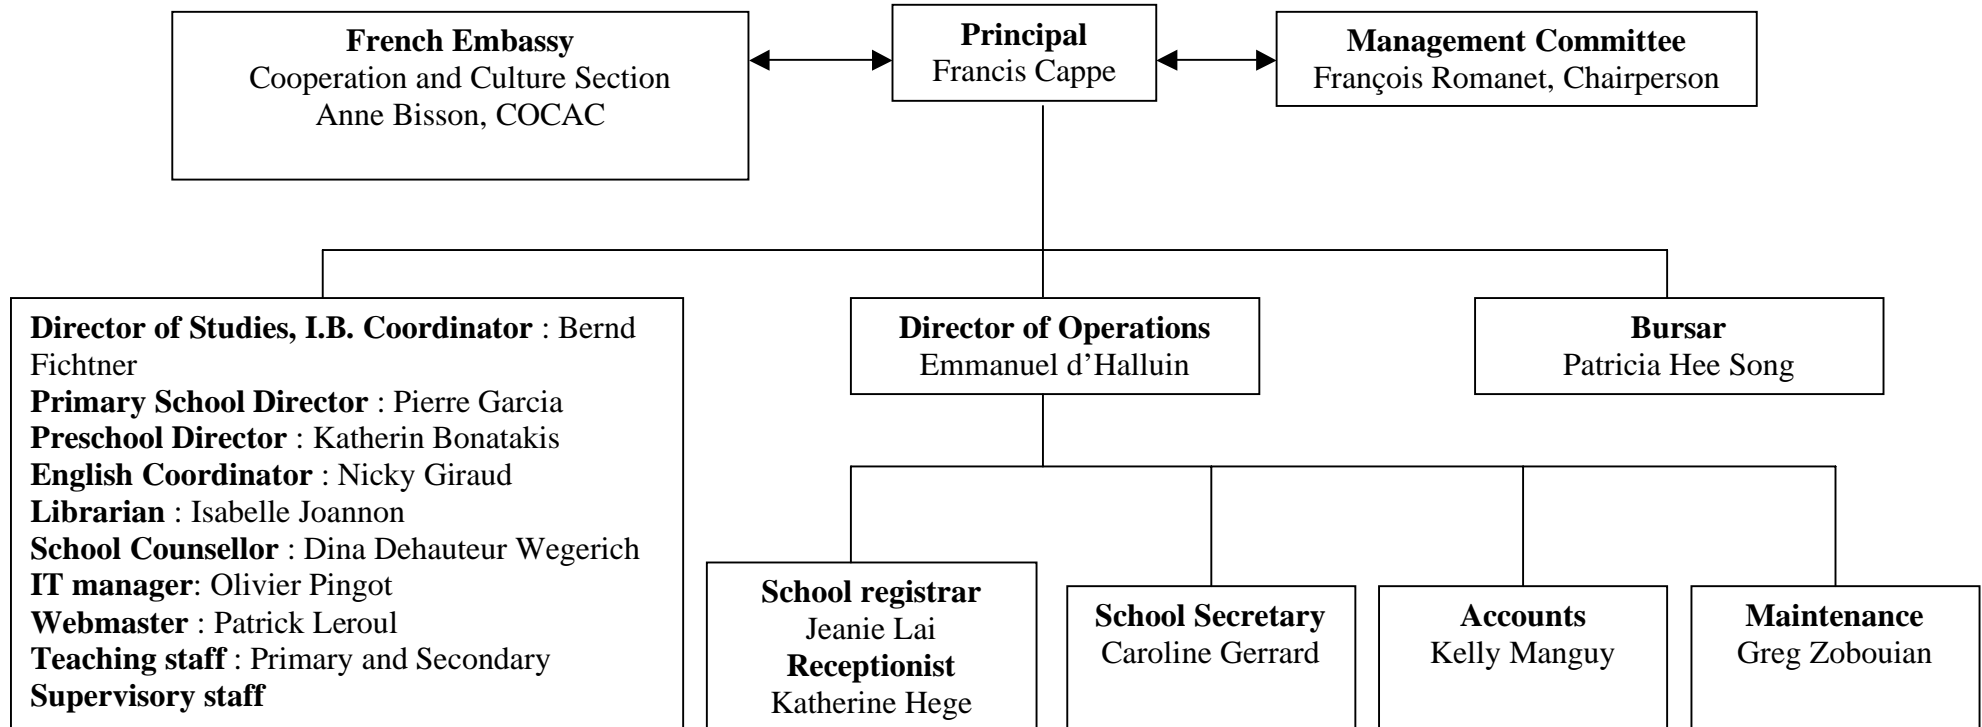 French Embassy
Cooperation and Culture Section
Anne Bisson, COCAC
Principal
Francis Cappe
Management Committee
François Romanet, Chairperson
Director of Studies, I.B. Coordinator : Bernd
Fichtner
Primary School Director : Pierre Garcia
Preschool Director : Katherin Bonatakis
English Coordinator : Nicky Giraud
Librarian : Isabelle Joannon
School Counsellor : Dina Dehauteur Wegerich
IT manager: Olivier Pingot
Webmaster : Patrick Leroul
Teaching staff : Primary and Secondary
Supervisory staff
Director of Operations
Emmanuel d’Halluin
Bursar
Patricia Hee Song
School registrar
Jeanie Lai
Receptionist
Katherine Hege
School Secretary
Caroline Gerrard
Accounts
Kelly Manguy
Maintenance
Greg Zobouian